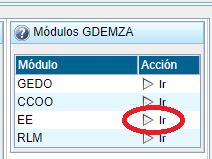 Módulos GDEMZA
Módulo Acción
GEDO Ir
CCOO Ir
EE Ir
RLM Ir